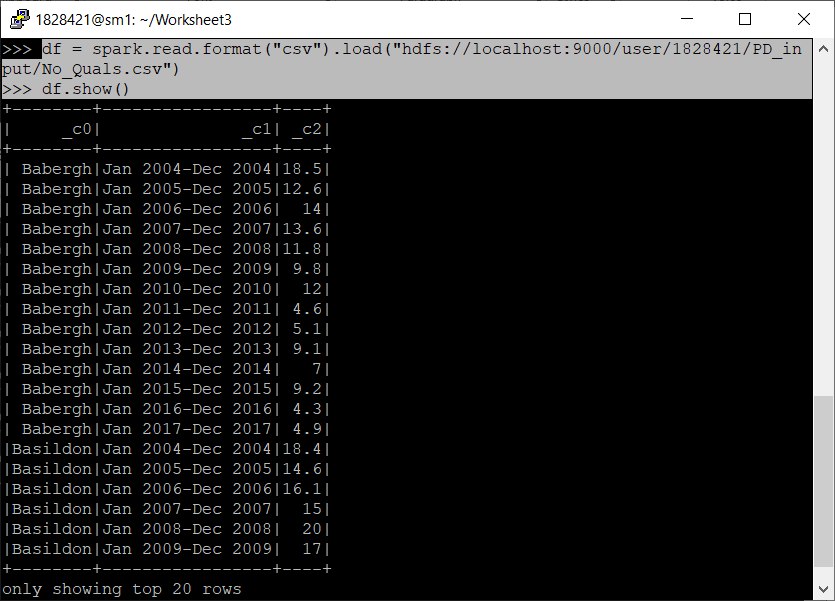 1828421@sm1: ~/Worksheet3
>>> df = spark.read.format("csv").load("hdfs://localhost:9000/user/1828421/PD_in
put/No_Quals.csv")
>>> df.show()
+--------+-----------------+----+
|     _c0|              _c1| _c2|
+--------+-----------------+----+
| Babergh|Jan 2004-Dec 2004|18.5|
| Babergh|Jan 2005-Dec 2005|12.6|
| Babergh|Jan 2006-Dec 2006|  14|
| Babergh|Jan 2007-Dec 2007|13.6|
| Babergh|Jan 2008-Dec 2008|11.8|
| Babergh|Jan 2009-Dec 2009| 9.8|
| Babergh|Jan 2010-Dec 2010|  12|
| Babergh|Jan 2011-Dec 2011| 4.6|
| Babergh|Jan 2012-Dec 2012| 5.1|
| Babergh|Jan 2013-Dec 2013| 9.1|
| Babergh|Jan 2014-Dec 2014|   7|
| Babergh|Jan 2015-Dec 2015| 9.2|
| Babergh|Jan 2016-Dec 2016| 4.3|
| Babergh|Jan 2017-Dec 2017| 4.9|
|Basildon|Jan 2004-Dec 2004|18.4|
|Basildon|Jan 2005-Dec 2005|14.6|
|Basildon|Jan 2006-Dec 2006|16.1|
|Basildon|Jan 2007-Dec 2007|  15|
|Basildon|Jan 2008-Dec 2008|  20|
|Basildon|Jan 2009-Dec 2009|  17|
+--------+-----------------+----+
only showing top 20 rows